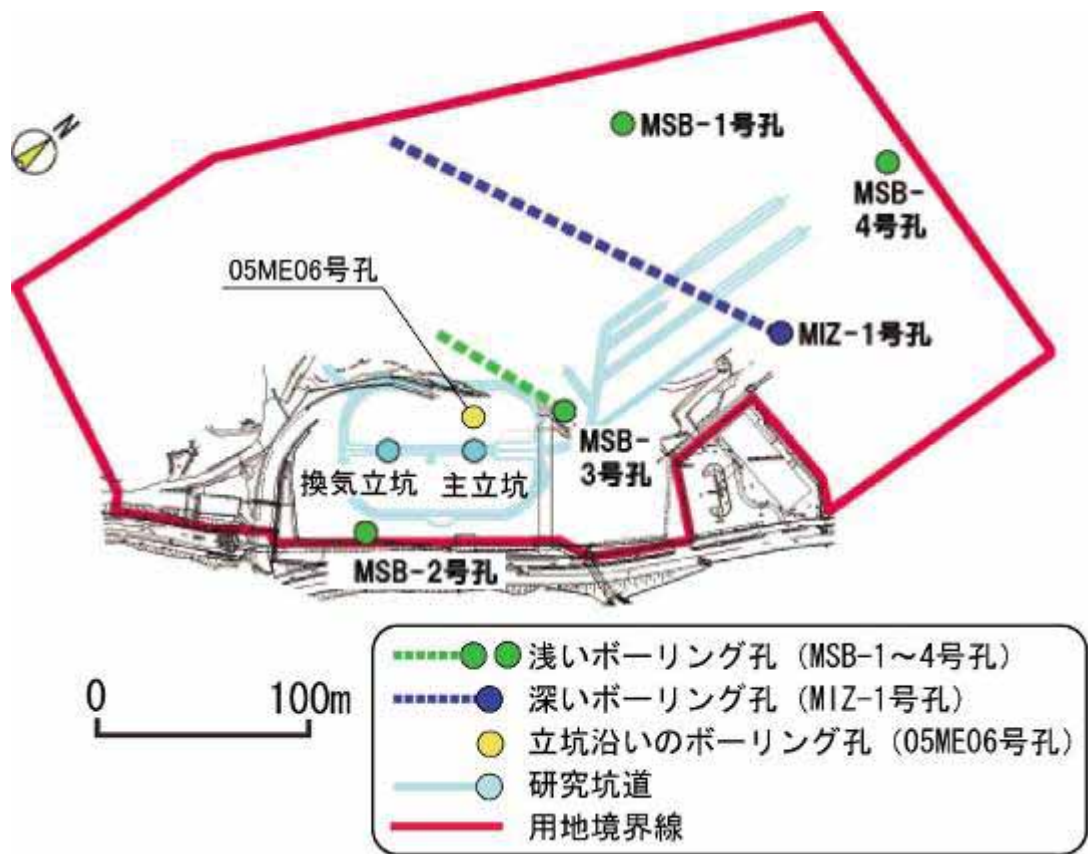 N
MSB-1号孔
MSB-
4号孔
05ME06号孔
MIZ-1号孔
MSB-
3号孔
換気立坑
主立坑
MSB-2号孔
0
100m
浅いボーリング孔（MSB-1～4号孔）
深いボーリング孔（MIZ-1号孔）
立坑沿いのボーリング孔（05ME06号孔）
研究坑道
用地境界線